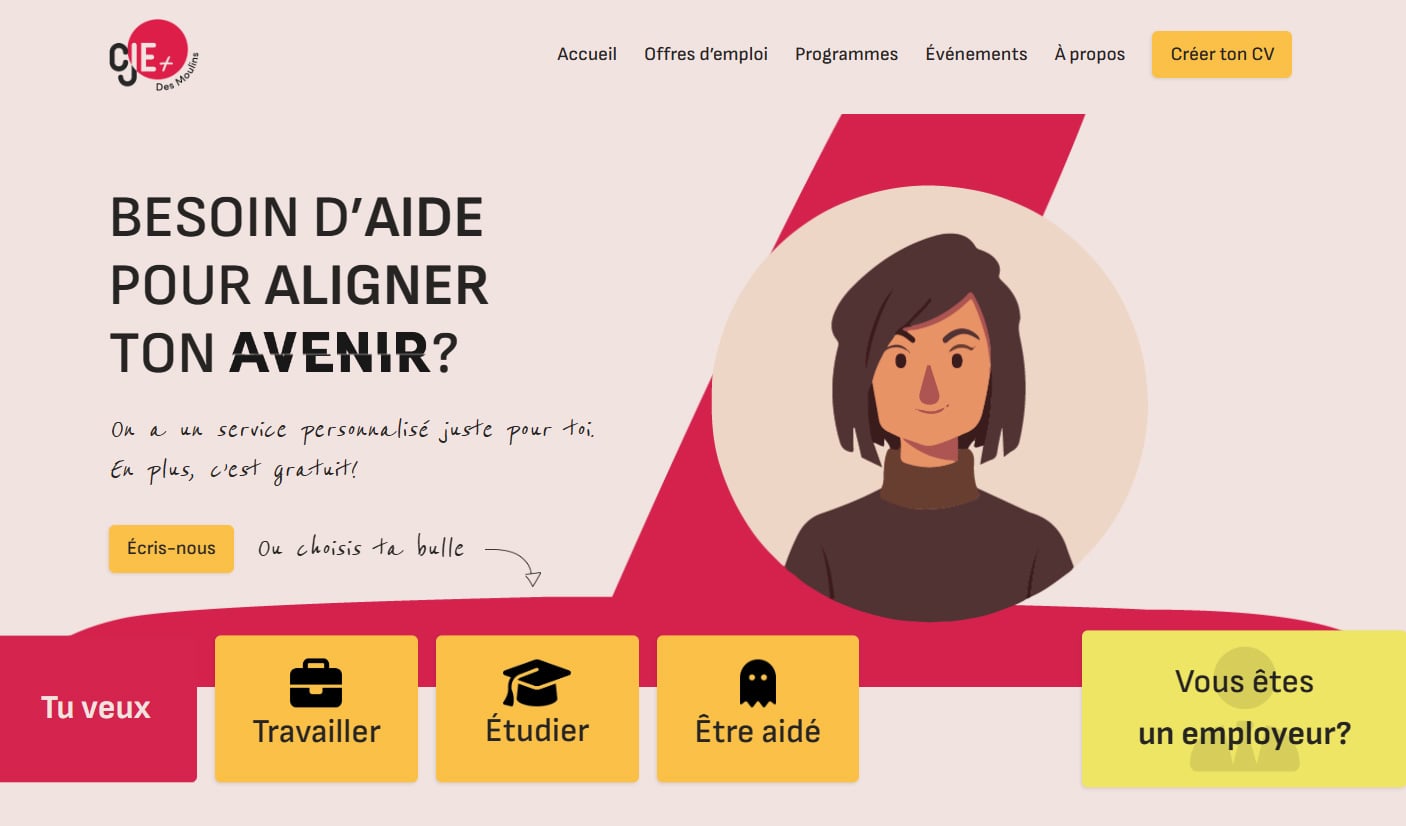 CJE+
Des Moulins
Accueil
Offres d'emploi
Programmes
Événements
À propos
Créer ton CV
BESOIN D'AIDE
POUR ALIGNER
TON AVENIR?
On a un service personnalisé juste pour toi.
En plus, c'est gratuit!
Écris-nous
Ou choisis ta bulle
Tu veux
Travailler
Étudier
Être aidé
Vous êtes
un employeur?